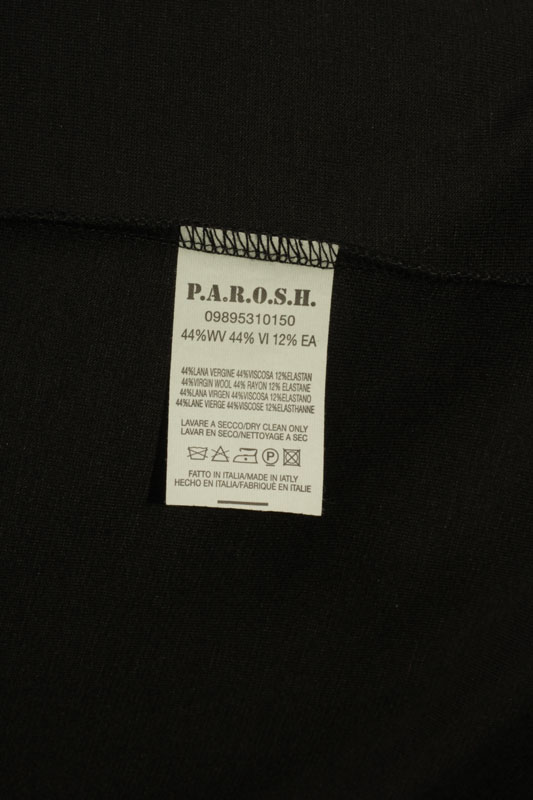 P.A.R.O.S.H.
09895310150
44%WV 44% VI 12% EA
44%LANA VERGINE 44%VISCOSA 12%ELASTAN
44%VIRGIN WOOL 44% RAYON 12% ELASTANE
44%LANA VIRGEN 44%VISCOSA 12%ELASTANO
44%LANE VIERGE 44%VISCOSE 12%ELASTHANNE
LAVARE A SECCO/DRY CLEAN ONLY
LAVAR EN SECO/NETTOYAGE A SEC
P
FATTO IN ITALIA/MADE IN IATLY
HECHO EN ITALIA/FABRIQUÉ EN ITALIE